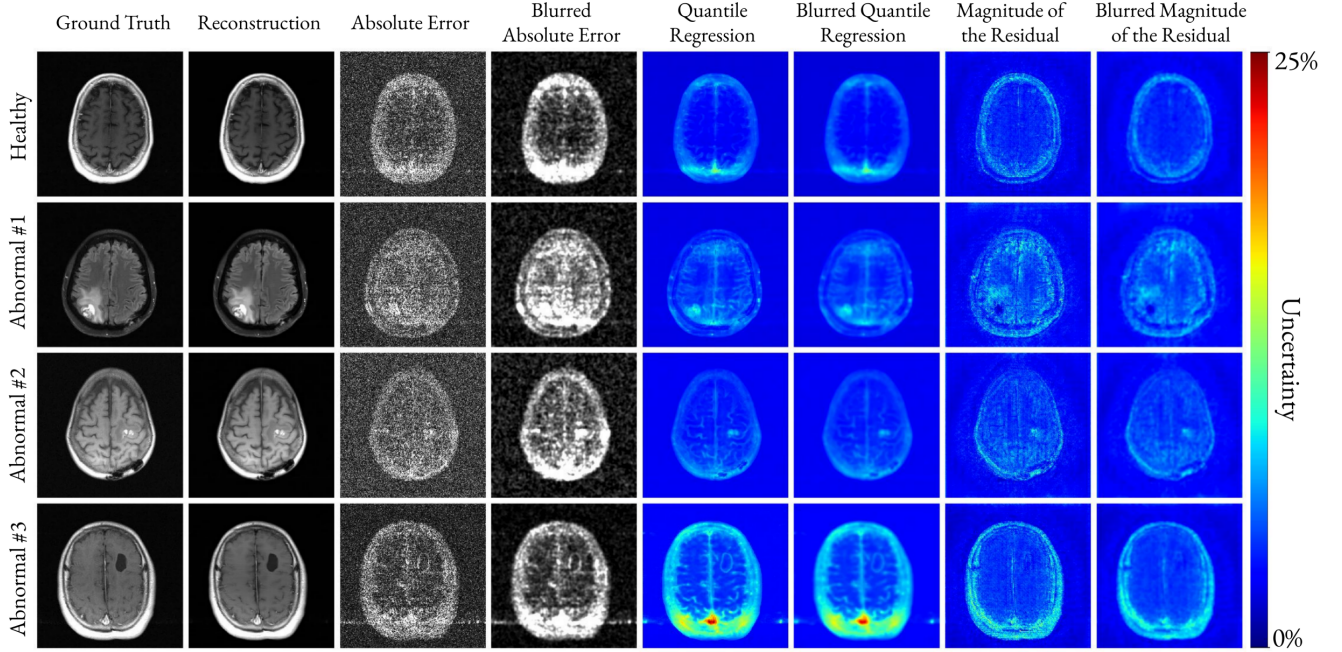 Ground Truth
Reconstruction
Absolute Error
Blurred
Absolute Error
Quantile
Regression
Blurred Quantile
Regression
Magnitude of
the Residual
Blurred Magnitude
of the Residual
Healthy
Abnormal #1
Abnormal #2
Abnormal #3
25%
Uncertainty
0%